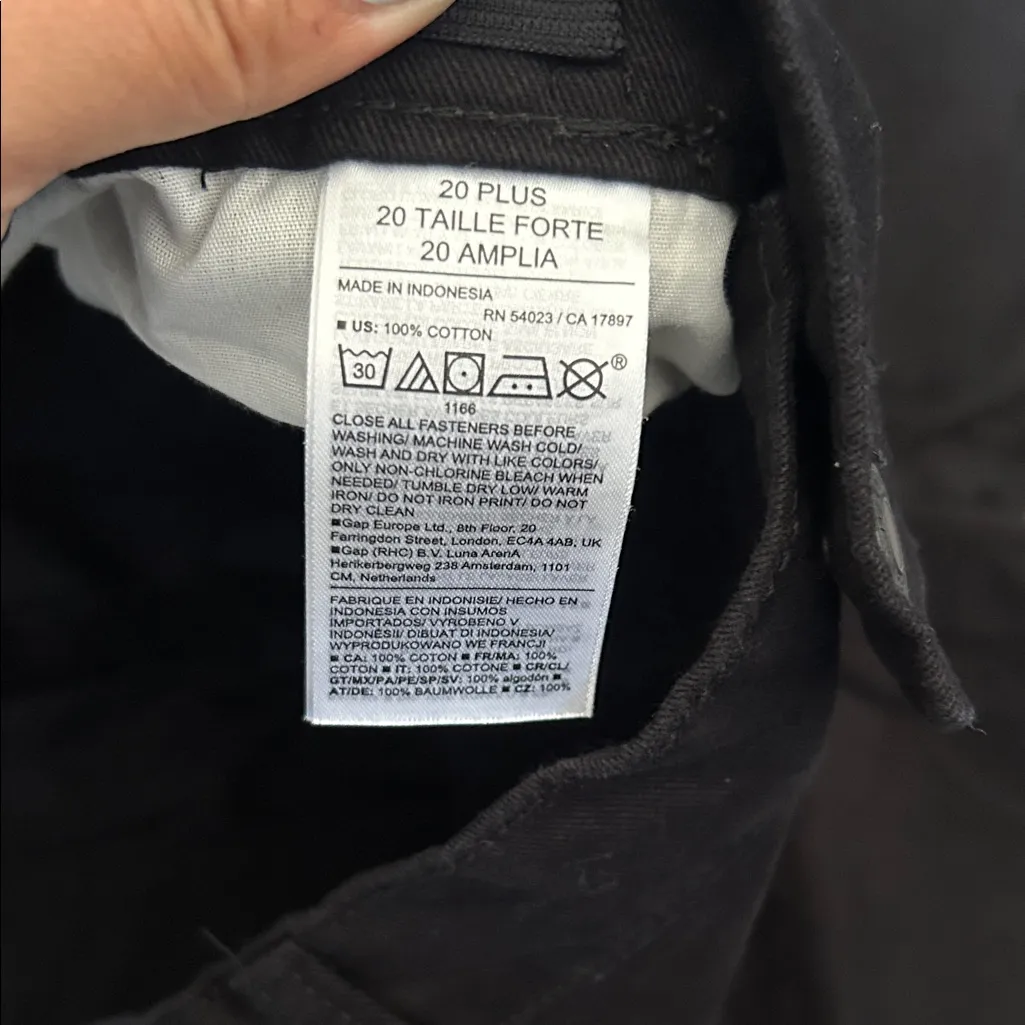 20 PLUS
20 TAILLE FORTE
20 AMPLIA
MADE IN INDONESIA
RN 54023 / CA 17897
■ US: 100% COTTON
30
®
1166
CLOSE ALL FASTENERS BEFORE
WASHING/ MACHINE WASH COLD/
WASH AND DRY WITH LIKE COLORS/
ONLY NON-CHLORINE BLEACH WHEN
NEEDED/ TUMBLE DRY LOW/ WARM
IRON/ DO NOT IRON PRINT/ DO NOT
DRY CLEAN
■Gap Europe Ltd., 8th Floor, 20
Farringdon Street, London, EC4A 4AB, UK
■Gap (RHC) B.V. Luna ArenA
Herikerbergweg 238 Amsterdam, 1101
CM, Netherlands
FABRIQUE EN INDONISIE/ HECHO EN
INDONESIA CON INSUMOS
IMPORTADOS/ VYROBENO V
INDONÉSII/ DIBUAT DI INDONESIA/
WYPRODUKOWANO WE FRANCJI
■ CA: 100% COTON ■ FR/MA: 100%
COTON ■ IT: 100% COTONE ■ CR/CL/
GT/MX/PA/PE/SP/SV: 100% algodón ■
AT/DE: 100% BAUMWOLLE ■ CZ: 100%